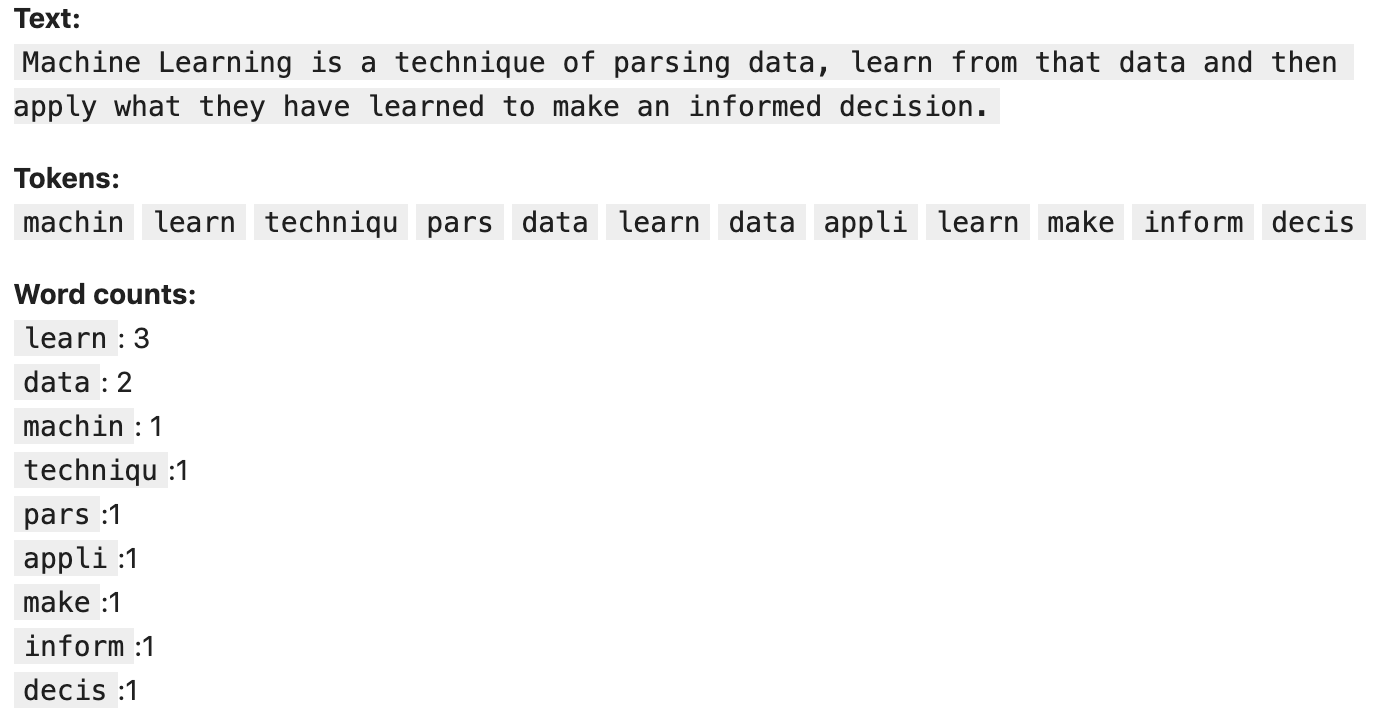 Text:
Machine Learning is a technique of parsing data, learn from that data and then
apply what they have learned to make an informed decision.
Tokens:
machin learn techniqu pars data learn data appli learn make inform decis
Word counts:
learn : 3
data : 2
machin : 1
techniqu :1
pars :1
appli :1
make :1
inform :1
decis :1